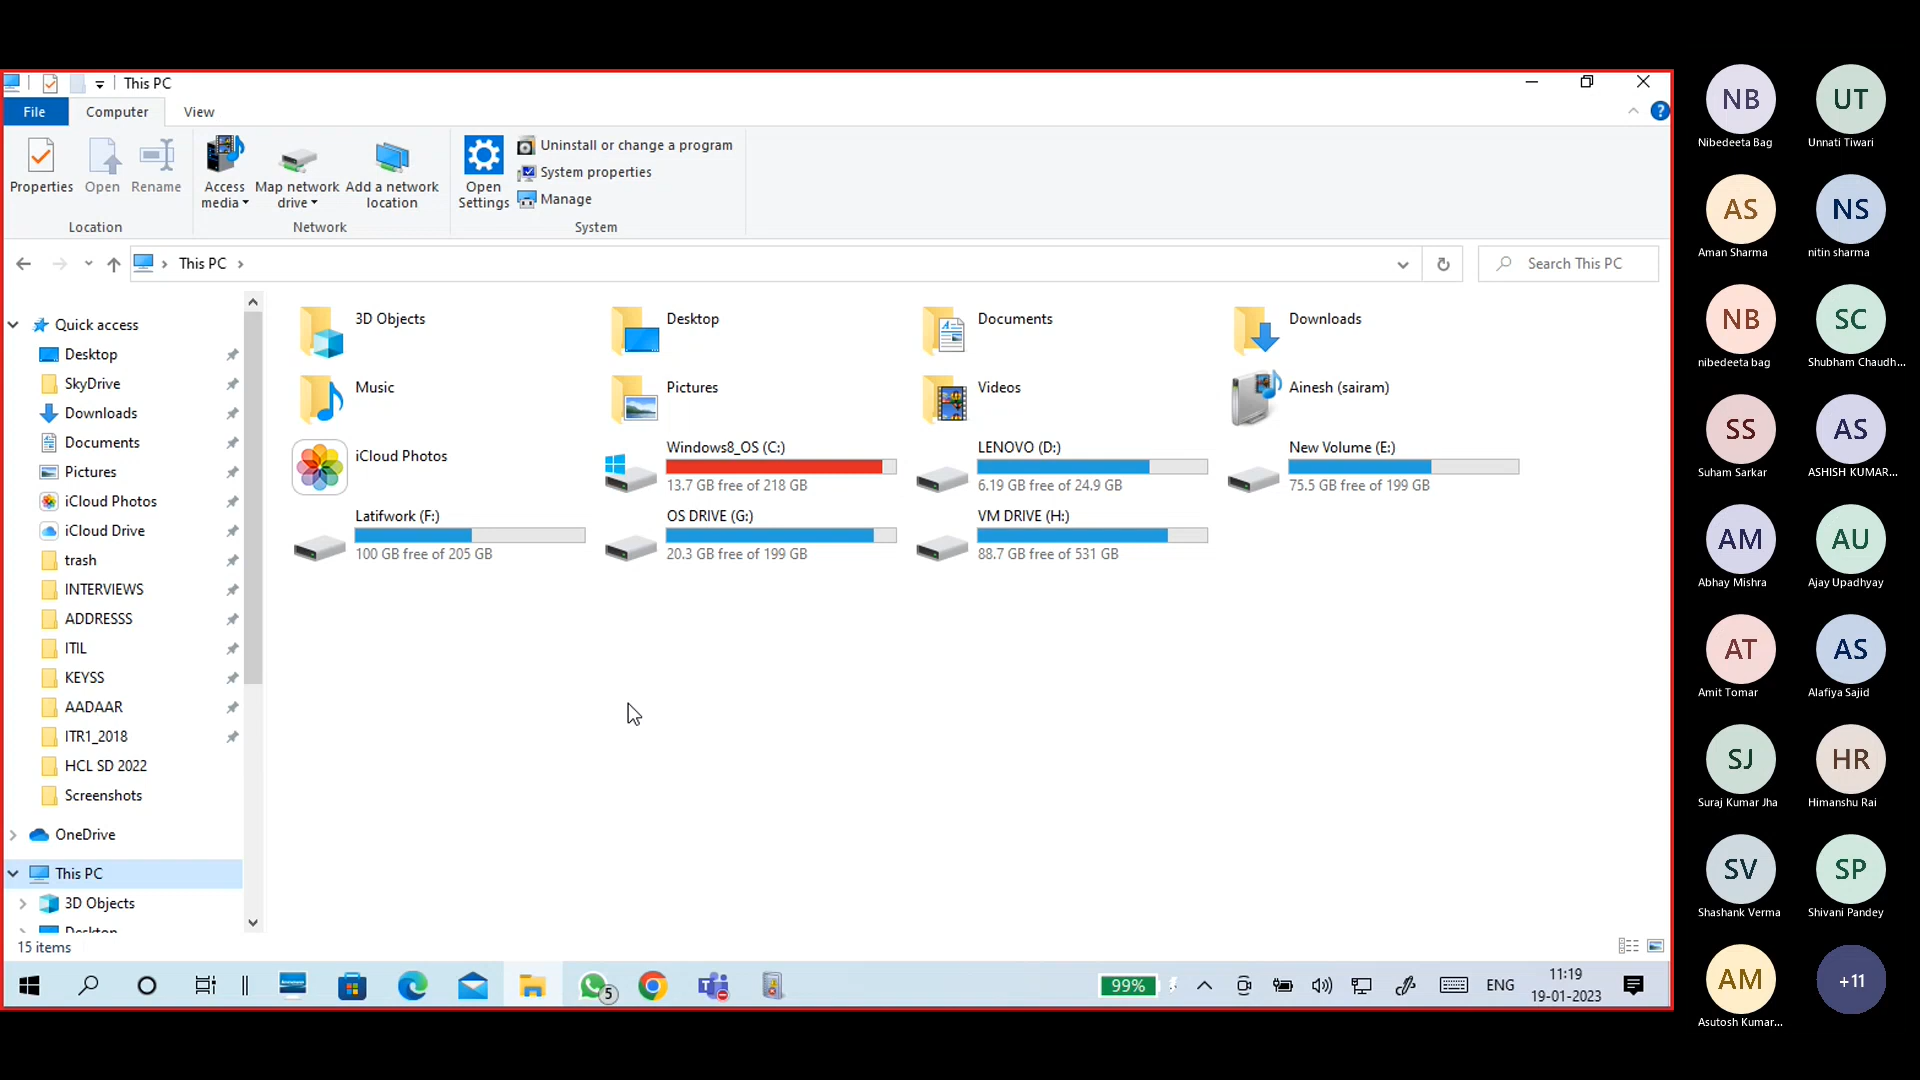 This PC
File
Computer
View
Properties
Open
Rename
Access
media
Map network
drive
Add a network
location
Open
Settings
Uninstall or change a program
System properties
Manage
Location
Network
System
This PC
Search This PC
Quick access
Desktop
SkyDrive
Downloads
Documents
Pictures
iCloud Photos
iCloud Drive
trash
INTERVIEWS
ADDRESSS
ITIL
KEYSS
AADAAR
ITR1_2018
HCL SD 2022
Screenshots
OneDrive
This PC
3D Objects
Desktop
15 items
3D Objects
Desktop
Documents
Downloads
Music
Pictures
Videos
Ainesh (sairam)
iCloud Photos
Windows8_OS (C:)
13.7 GB free of 218 GB
LENOVO (D:)
6.19 GB free of 24.9 GB
New Volume (E:)
75.5 GB free of 199 GB
Latifwork (F:)
100 GB free of 205 GB
OS DRIVE (G:)
20.3 GB free of 199 GB
VM DRIVE (H:)
88.7 GB free of 531 GB
5
99%
ENG
11:19
19-01-2023
NB
Nibedeeta Bag
UT
Unnati Tiwari
AS
Aman Sharma
NS
nitin sharma
NB
nibedeeta bag
SC
Shubham Chaudh...
SS
Suham Sarkar
AS
ASHISH KUMAR...
AM
Abhay Mishra
AU
Ajay Upadhyay
AT
Amit Tomar
AS
Alafiya Sajid
SJ
Suraj Kumar Jha
HR
Himanshu Rai
SV
Shashank Verma
SP
Shivani Pandey
AM
Asutosh Kumar...
+11